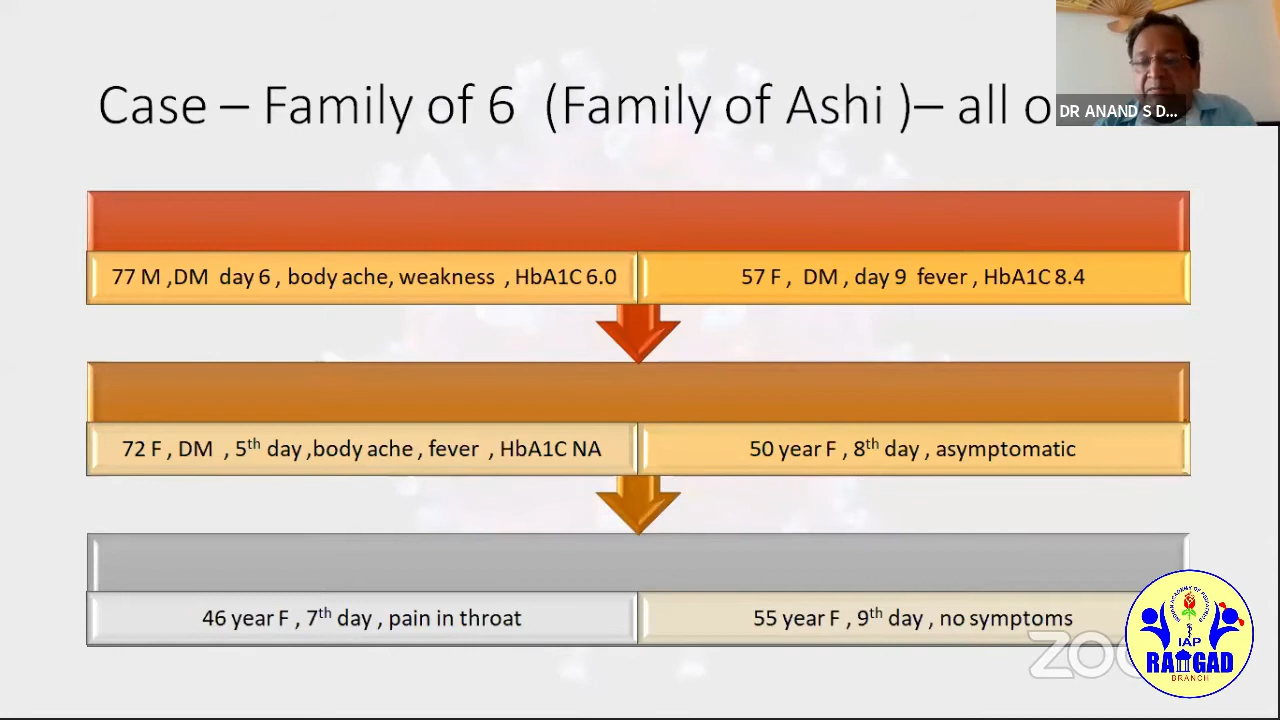 Case – Family of 6 (Family of Ashi )– all o
DR ANAND S D...
77 M ,DM day 6 , body ache, weakness , HbA1C 6.0
57 F , DM , day 9 fever , HbA1C 8.4
72 F , DM , 5th day ,body ache , fever , HbA1C NA
50 year F , 8th day , asymptomatic
46 year F , 7th day , pain in throat
55 year F , 9th day , no symptoms
IAP
RAIGAD
BRANCH